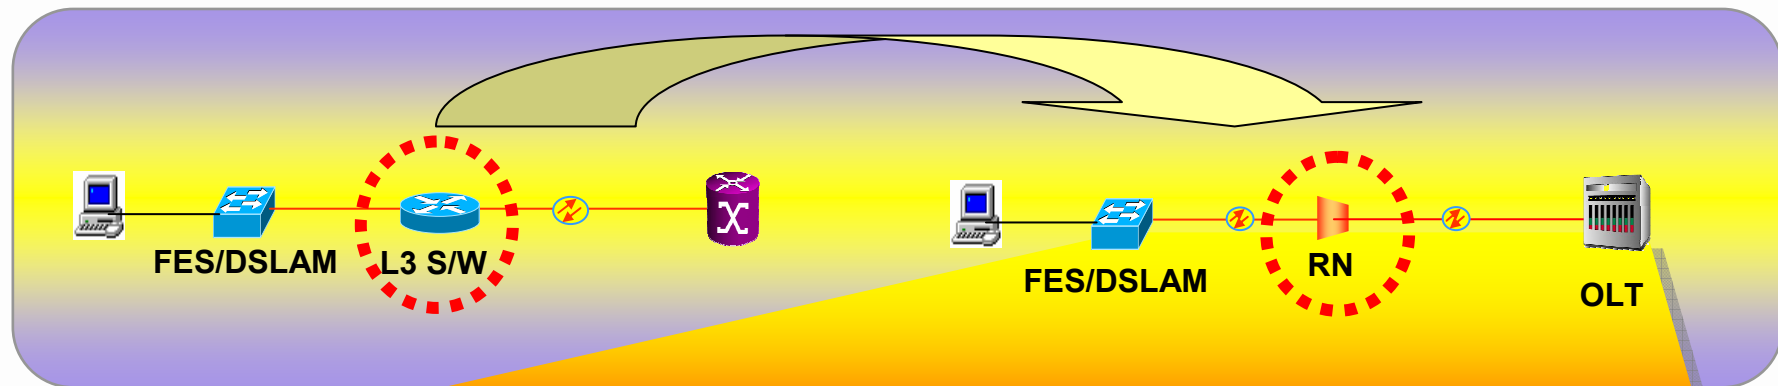 FES/DSLAM
L3 S/W
FES/DSLAM
RN
OLT